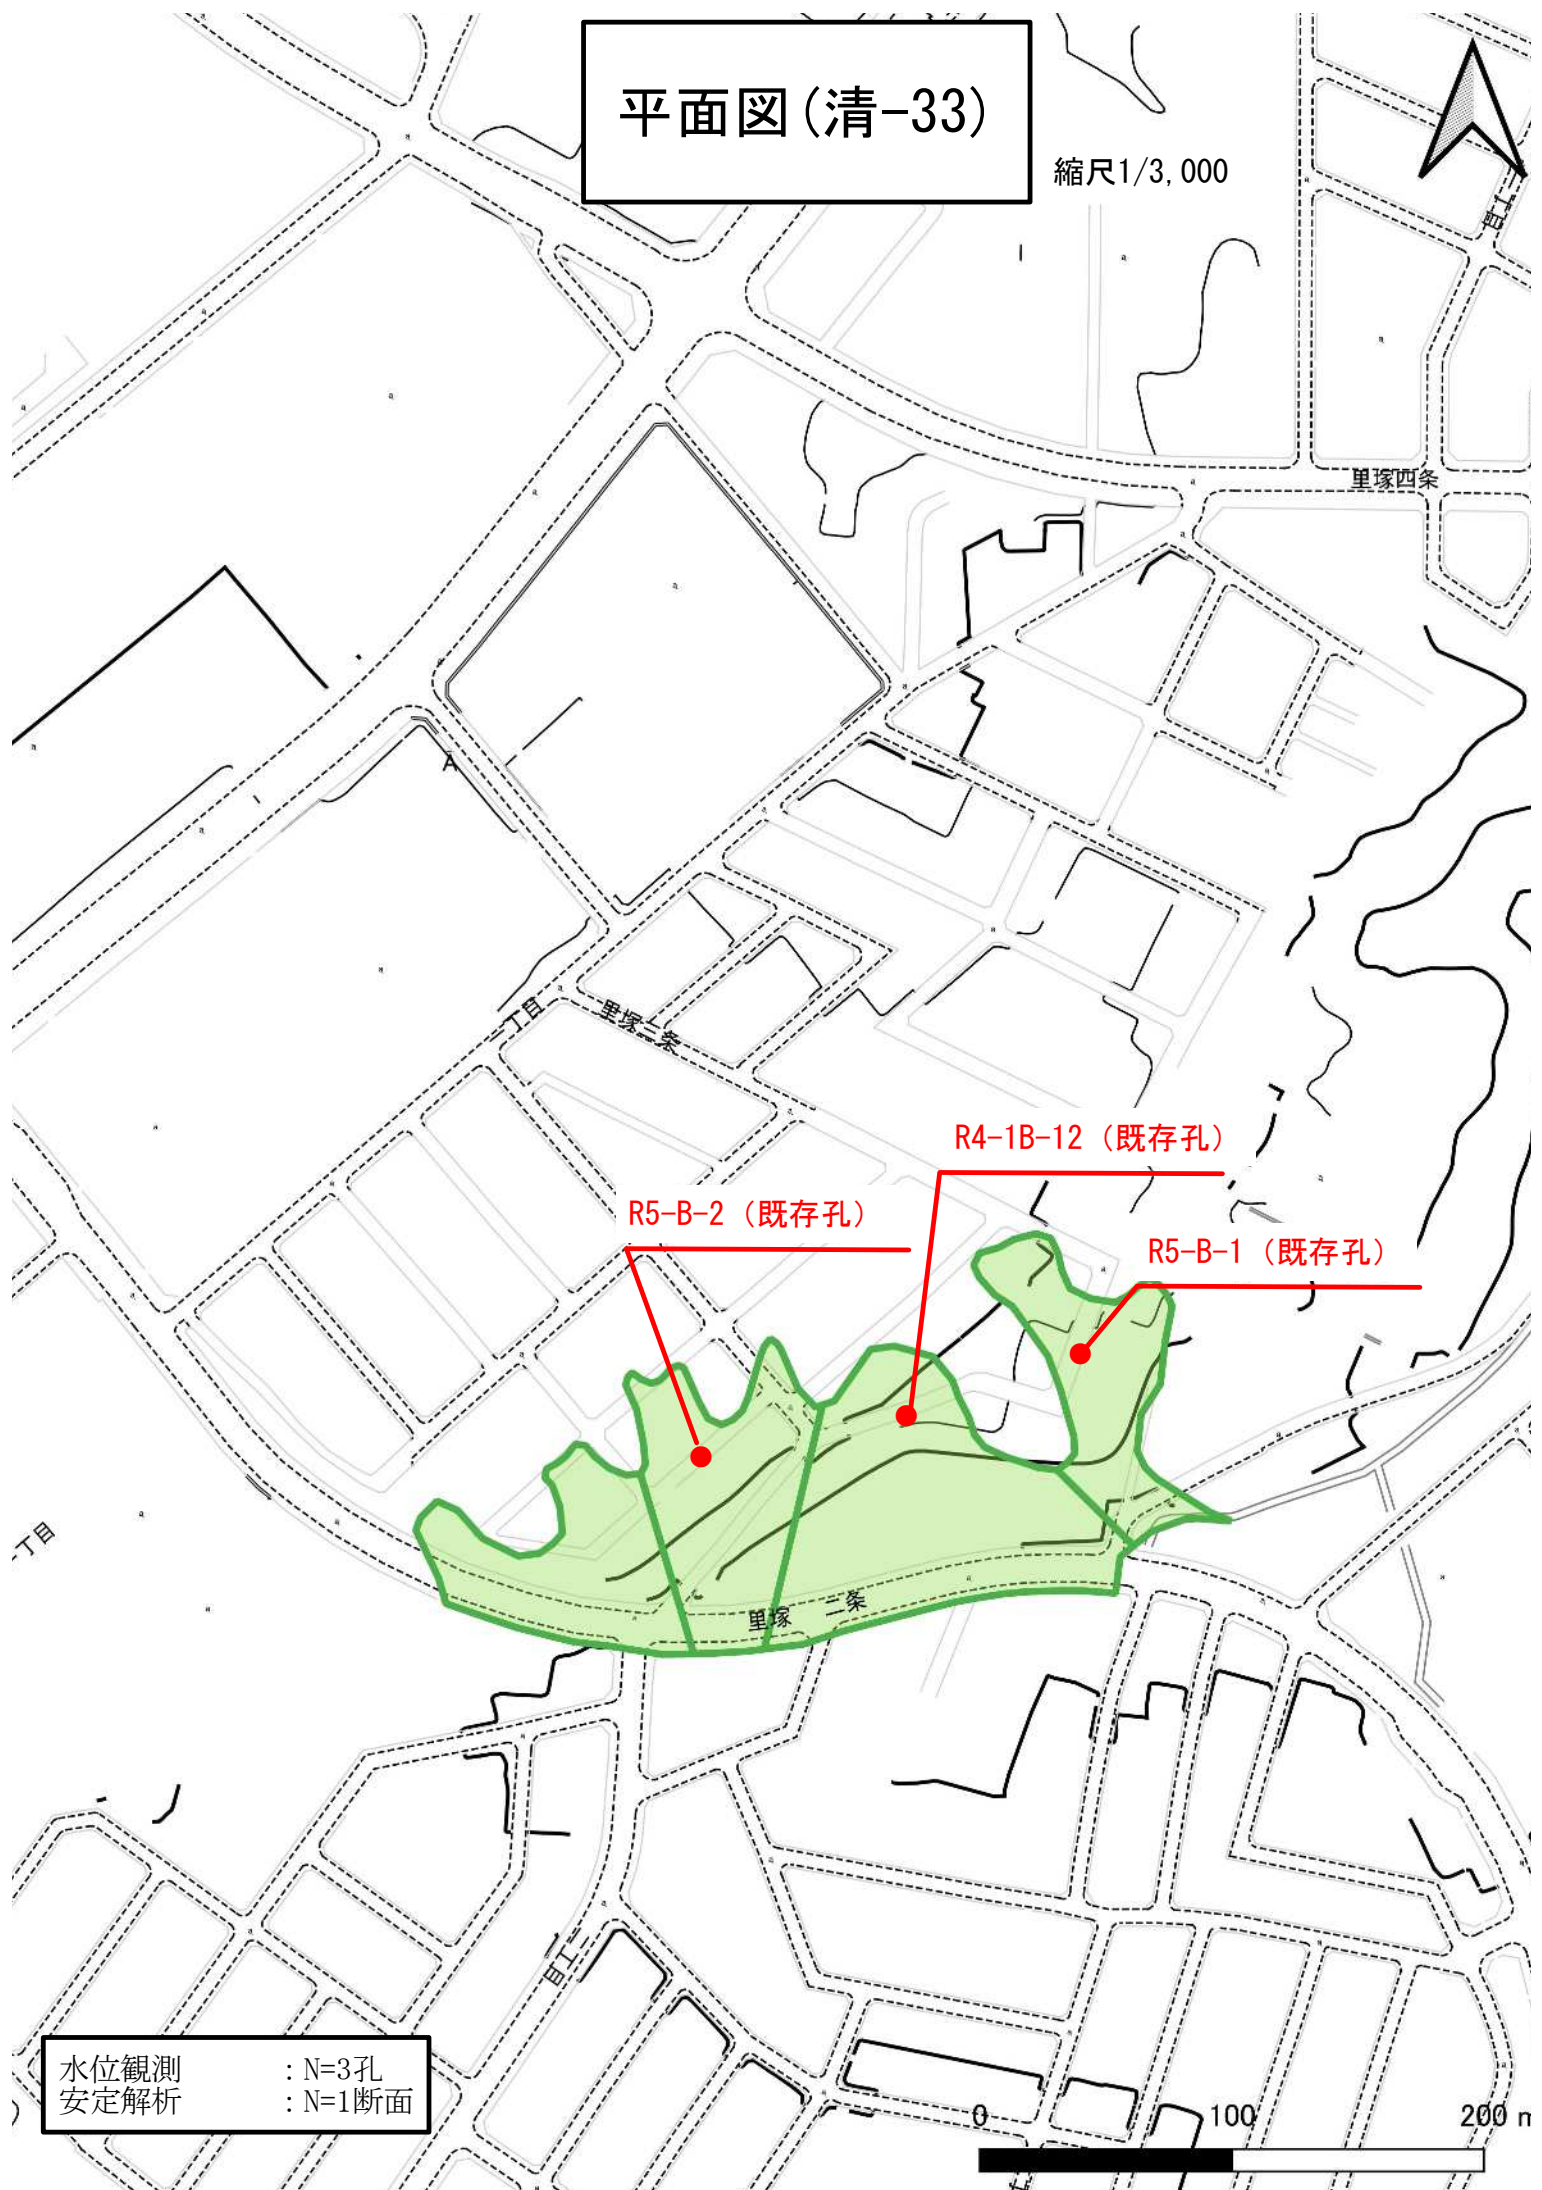 平面図(清-33)
縮尺1/3,000
丁目
里塚四条
丁目
里塚三条
R4-1B-12（既存孔）
R5-B-2（既存孔）
R5-B-1（既存孔）
丁目
里塚 二条
水位観測 ：N=3孔
安定解析 ：N=1断面
0 100 200 m